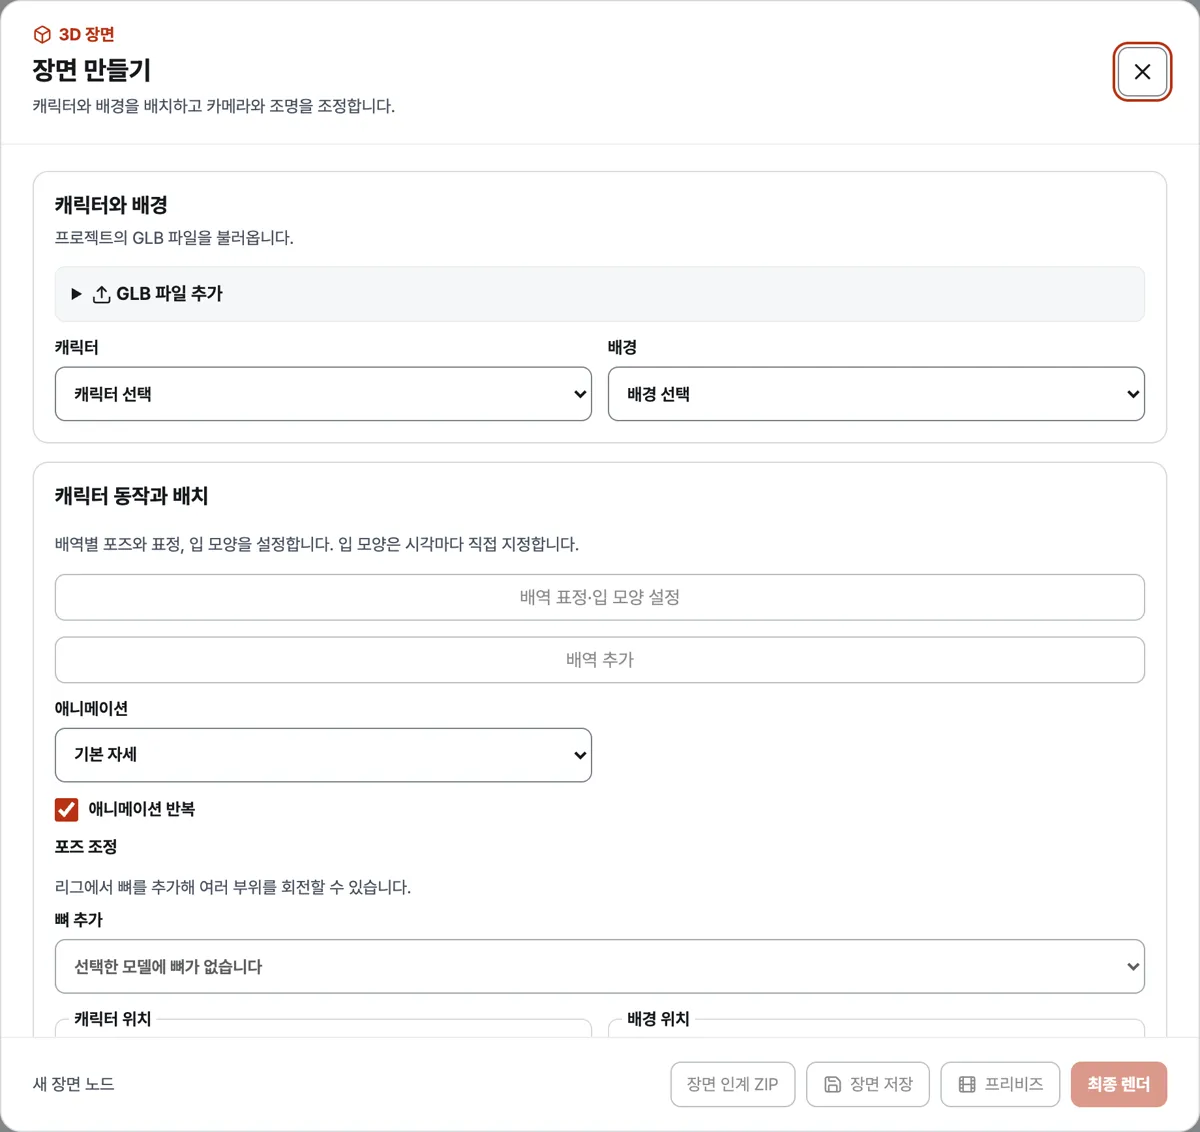 3D 장면
장면 만들기
캐릭터와 배경을 배치하고 카메라와 조명을 조정합니다.
캐릭터와 배경
프로젝트의 GLB 파일을 불러옵니다.
GLB 파일 추가
캐릭터
배경
캐릭터 선택
배경 선택
캐릭터 동작과 배치
배역별 포즈와 표정, 입 모양을 설정합니다. 입 모양은 시각마다 직접 지정합니다.
배역 표정·입 모양 설정
배역 추가
애니메이션
기본 자세
애니메이션 반복
포즈 조정
리그에서 뼈를 추가해 여러 부위를 회전할 수 있습니다.
뼈 추가
선택한 모델에 뼈가 없습니다
캐릭터 위치
배경 위치
새 장면 노드
장면 인계 ZIP
장면 저장
프리비즈
최종 렌더